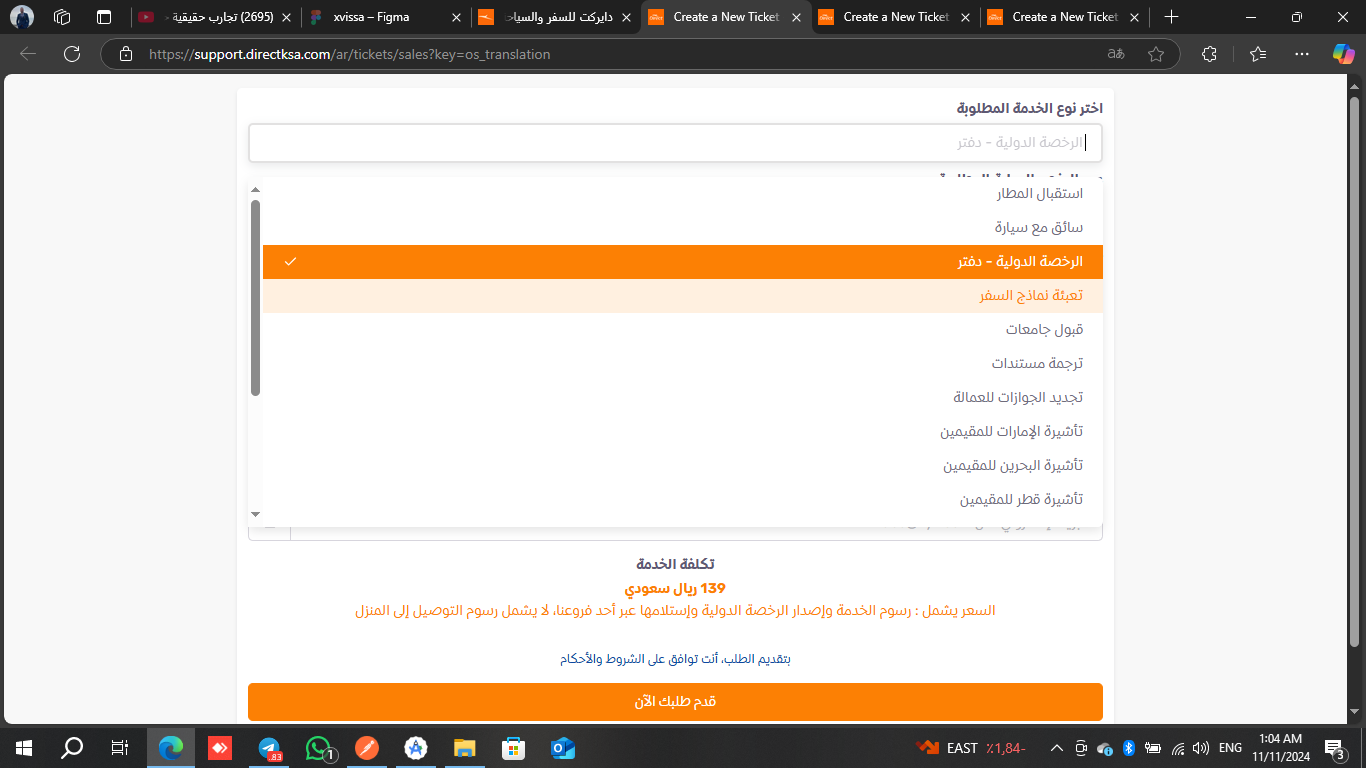 (2695) تجارب حقيقية
xvissa – Figma
دايركت للسفر والسياحة
Create a New Ticket
Create a New Ticket
Create a New Ticket
https://support.directksa.com/ar/tickets/sales?key=os_translation
اختر نوع الخدمة المطلوبة
الرخصة الدولية - دفتر
استقبال المطار
سائق مع سيارة
الرخصة الدولية - دفتر
تعبئة نماذج السفر
قبول جامعات
ترجمة مستندات
تجديد الجوازات للعمالة
تأشيرة الإمارات للمقيمين
تأشيرة البحرين للمقيمين
تأشيرة قطر للمقيمين
تكلفة الخدمة
139 ريال سعودي
السعر يشمل : رسوم الخدمة وإصدار الرخصة الدولية وإستلامها عبر أحد فروعنا، لا يشمل رسوم التوصيل إلى المنزل
بتقديم الطلب، أنت توافق على الشروط والأحكام
قدم طلبك الآن
83
1
EAST ٪1,84-
ENG
1:04 AM
11/11/2024
3